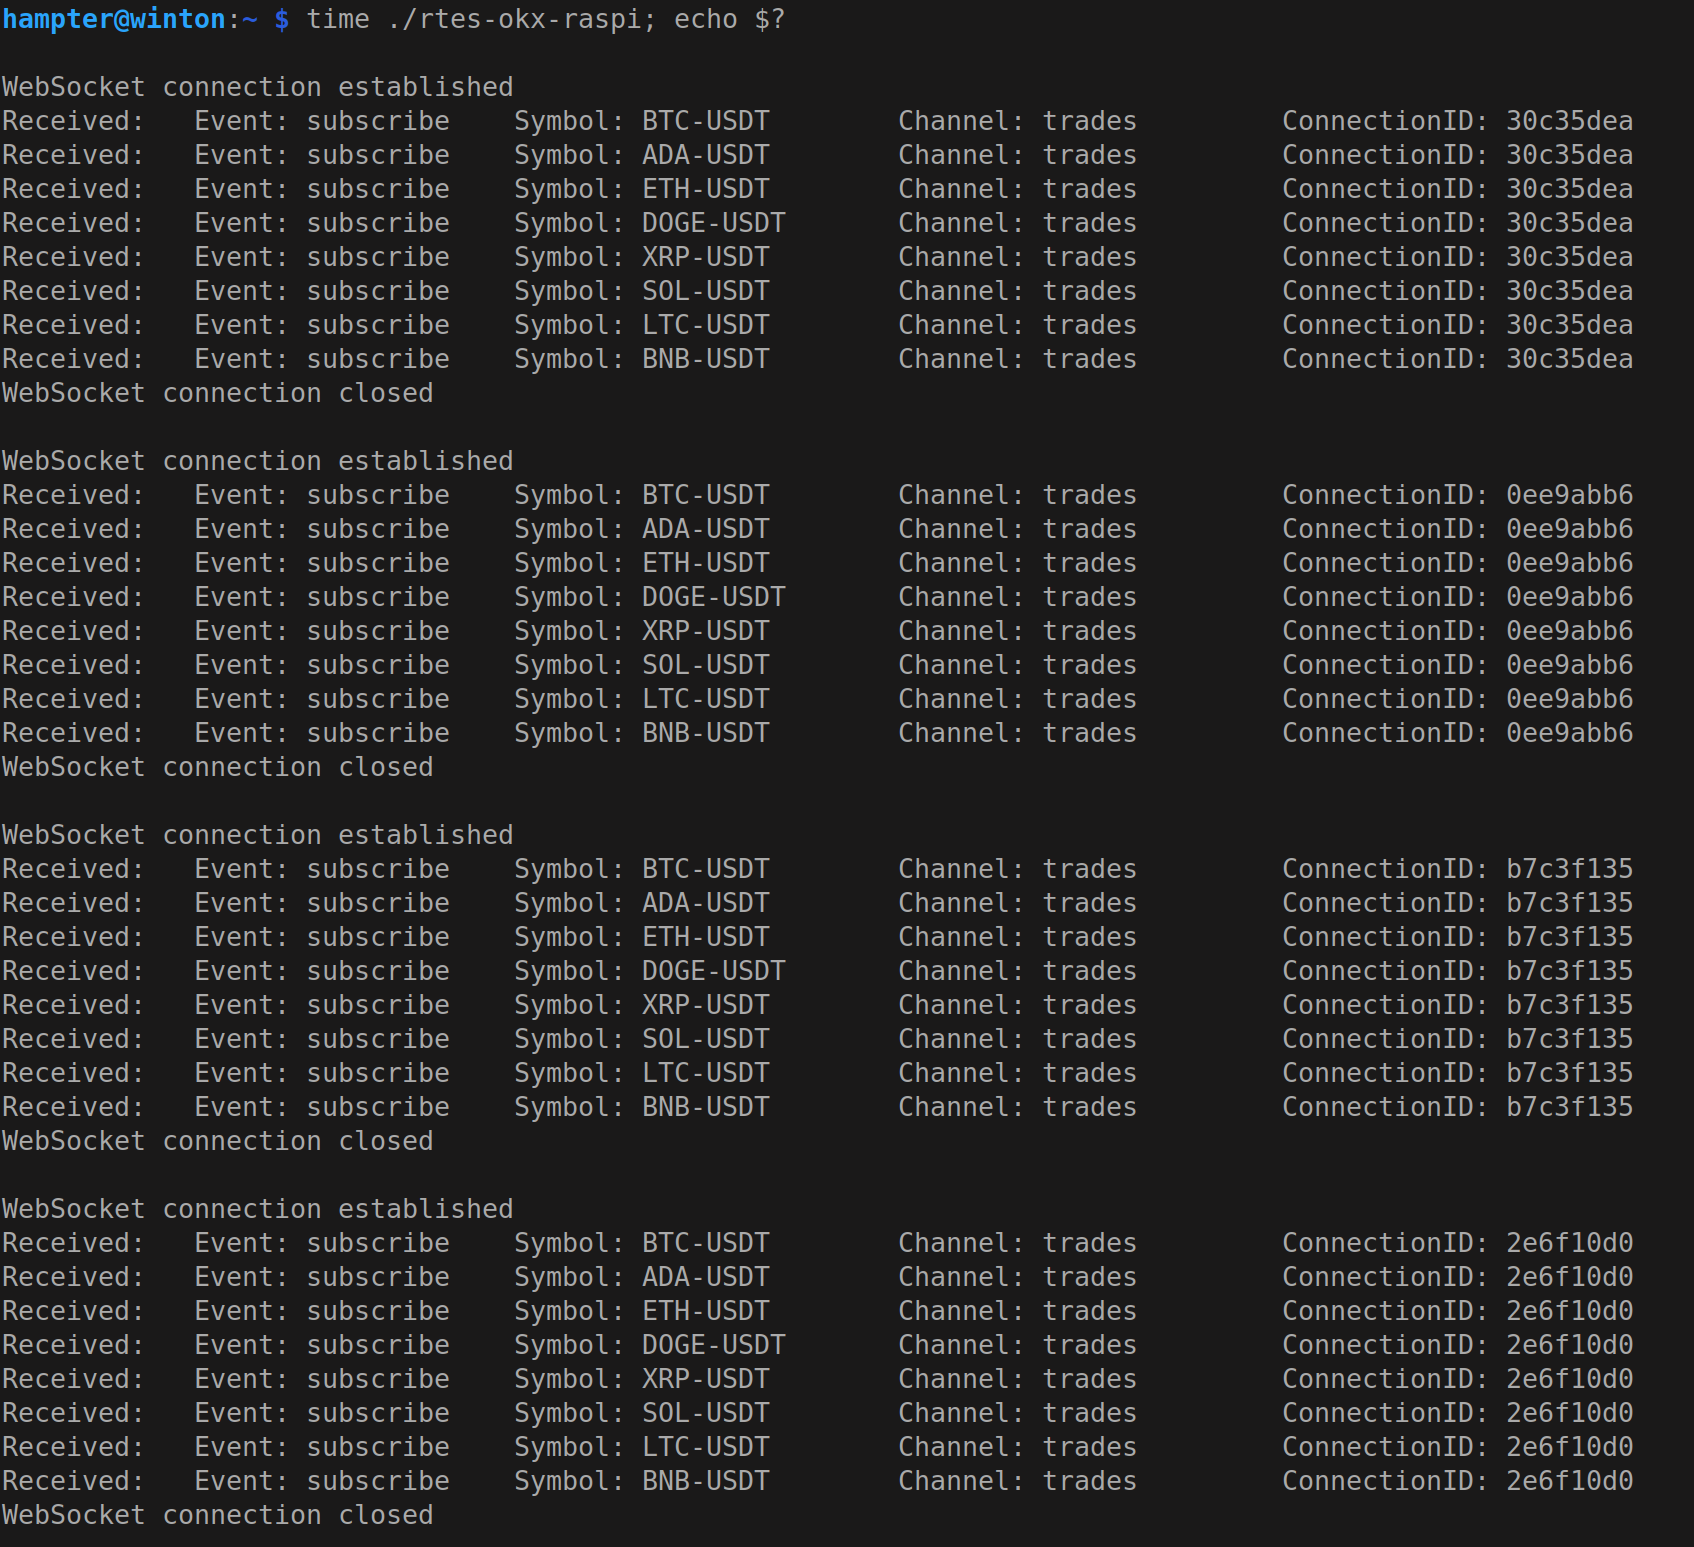 hampter@winton:~ $ time ./rtes-okx-raspi; echo $?
WebSocket connection established
Received:   Event: subscribe    Symbol: BTC-USDT        Channel: trades         ConnectionID: 30c35dea
Received:   Event: subscribe    Symbol: ADA-USDT        Channel: trades         ConnectionID: 30c35dea
Received:   Event: subscribe    Symbol: ETH-USDT        Channel: trades         ConnectionID: 30c35dea
Received:   Event: subscribe    Symbol: DOGE-USDT       Channel: trades         ConnectionID: 30c35dea
Received:   Event: subscribe    Symbol: XRP-USDT        Channel: trades         ConnectionID: 30c35dea
Received:   Event: subscribe    Symbol: SOL-USDT        Channel: trades         ConnectionID: 30c35dea
Received:   Event: subscribe    Symbol: LTC-USDT        Channel: trades         ConnectionID: 30c35dea
Received:   Event: subscribe    Symbol: BNB-USDT        Channel: trades         ConnectionID: 30c35dea
WebSocket connection closed
WebSocket connection established
Received:   Event: subscribe    Symbol: BTC-USDT        Channel: trades         ConnectionID: 0ee9abb6
Received:   Event: subscribe    Symbol: ADA-USDT        Channel: trades         ConnectionID: 0ee9abb6
Received:   Event: subscribe    Symbol: ETH-USDT        Channel: trades         ConnectionID: 0ee9abb6
Received:   Event: subscribe    Symbol: DOGE-USDT       Channel: trades         ConnectionID: 0ee9abb6
Received:   Event: subscribe    Symbol: XRP-USDT        Channel: trades         ConnectionID: 0ee9abb6
Received:   Event: subscribe    Symbol: SOL-USDT        Channel: trades         ConnectionID: 0ee9abb6
Received:   Event: subscribe    Symbol: LTC-USDT        Channel: trades         ConnectionID: 0ee9abb6
Received:   Event: subscribe    Symbol: BNB-USDT        Channel: trades         ConnectionID: 0ee9abb6
WebSocket connection closed
WebSocket connection established
Received:   Event: subscribe    Symbol: BTC-USDT        Channel: trades         ConnectionID: b7c3f135
Received:   Event: subscribe    Symbol: ADA-USDT        Channel: trades         ConnectionID: b7c3f135
Received:   Event: subscribe    Symbol: ETH-USDT        Channel: trades         ConnectionID: b7c3f135
Received:   Event: subscribe    Symbol: DOGE-USDT       Channel: trades         ConnectionID: b7c3f135
Received:   Event: subscribe    Symbol: XRP-USDT        Channel: trades         ConnectionID: b7c3f135
Received:   Event: subscribe    Symbol: SOL-USDT        Channel: trades         ConnectionID: b7c3f135
Received:   Event: subscribe    Symbol: LTC-USDT        Channel: trades         ConnectionID: b7c3f135
Received:   Event: subscribe    Symbol: BNB-USDT        Channel: trades         ConnectionID: b7c3f135
WebSocket connection closed
WebSocket connection established
Received:   Event: subscribe    Symbol: BTC-USDT        Channel: trades         ConnectionID: 2e6f10d0
Received:   Event: subscribe    Symbol: ADA-USDT        Channel: trades         ConnectionID: 2e6f10d0
Received:   Event: subscribe    Symbol: ETH-USDT        Channel: trades         ConnectionID: 2e6f10d0
Received:   Event: subscribe    Symbol: DOGE-USDT       Channel: trades         ConnectionID: 2e6f10d0
Received:   Event: subscribe    Symbol: XRP-USDT        Channel: trades         ConnectionID: 2e6f10d0
Received:   Event: subscribe    Symbol: SOL-USDT        Channel: trades         ConnectionID: 2e6f10d0
Received:   Event: subscribe    Symbol: LTC-USDT        Channel: trades         ConnectionID: 2e6f10d0
Received:   Event: subscribe    Symbol: BNB-USDT        Channel: trades         ConnectionID: 2e6f10d0
WebSocket connection closed